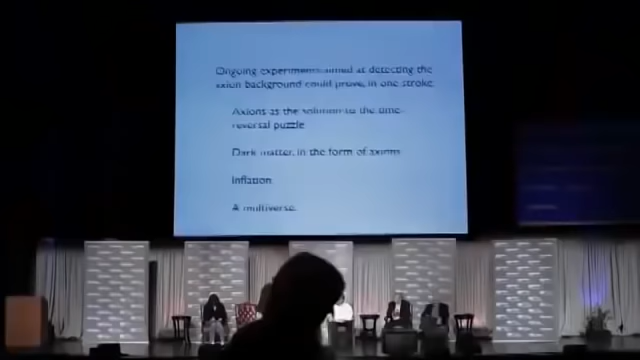 Ongoing experiments aimed at detecting the
axion background could prove, in one stroke
Axions as the solution to the time-
reversal puzzle
Dark matter, in the form of axions
Inflation
A multiverse.